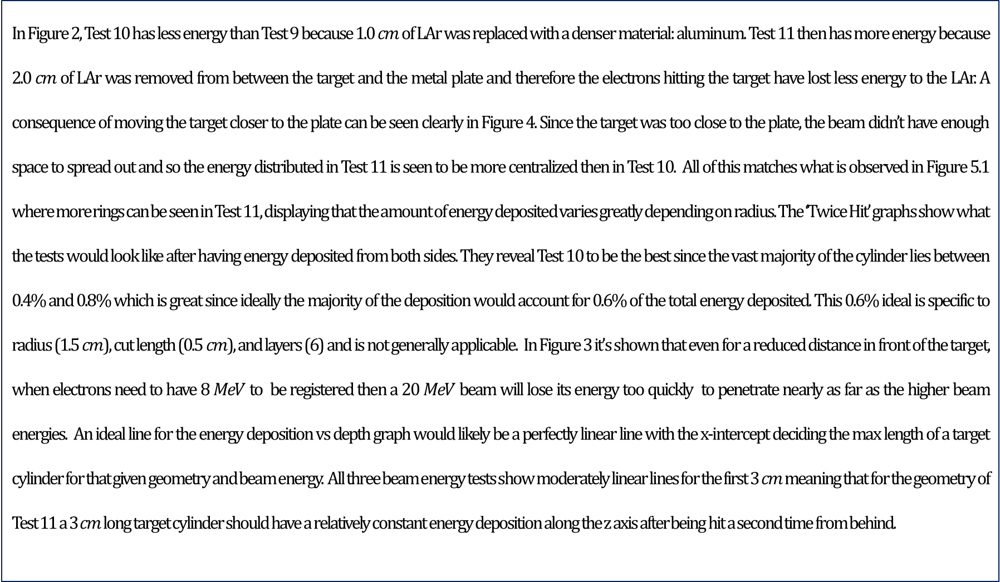 In Figure 2, Test 10 has less energy than Test 9 because 1.0 cm of LAr was replaced with a denser material: aluminum. Test 11 then has more energy because
2.0 cm of LAr was removed from between the target and the metal plate and therefore the electrons hitting the target have lost less energy to the LAr. A
consequence of moving the target closer to the plate can be seen clearly in Figure 4. Since the target was too close to the plate, the beam didn't have enough
space to spread out and so the energy distributed in Test 11 is seen to be more centralized then in Test 10. All of this matches what is observed in Figure 5.1
where more rings can be seen in Test 11, displaying that the amount of energy deposited varies greatly depending on radius. The 'Twice Hit' graphs show what
the tests would look like after having energy deposited from both sides. They reveal Test 10 to be the best since the vast majority of the cylinder lies between
0.4% and 0.8% which is great since ideally the majority of the deposition would account for 0.6% of the total energy deposited. This 0.6% ideal is specific to
radius (1.5 cm), cut length (0.5 cm), and layers (6) and is not generally applicable. In Figure 3 it's shown that even for a reduced distance in front of the target,
when electrons need to have 8 MeV to be registered then a 20 MeV beam will lose its energy too quickly to penetrate nearly as far as the higher beam
energies. An ideal line for the energy deposition vs depth graph would likely be a perfectly linear line with the x-intercept deciding the max length of a target
cylinder for that given geometry and beam energy. All three beam energy tests show moderately linear lines for the first 3 cm meaning that for the geometry of
Test 11 a 3 cm long target cylinder should have a relatively constant energy deposition along the z axis after being hit a second time from behind.